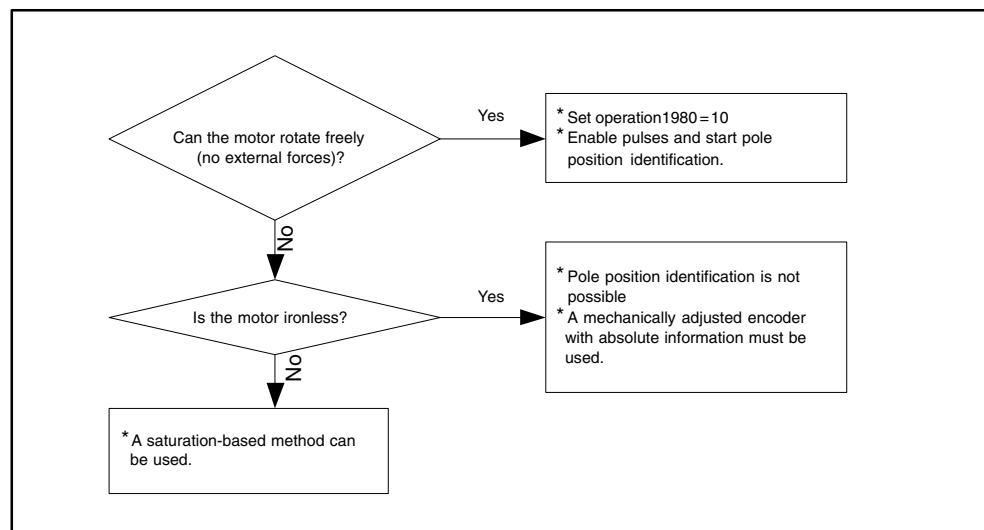 Can the motor rotate freely
(no external forces)?
Yes
* Set operation1980=10
* Enable pulses and start pole
position identification.
No
Is the motor ironless?
Yes
* Pole position identification is not
possible
* A mechanically adjusted encoder
with absolute information must be
used.
No
* A saturation-based method can
be used.